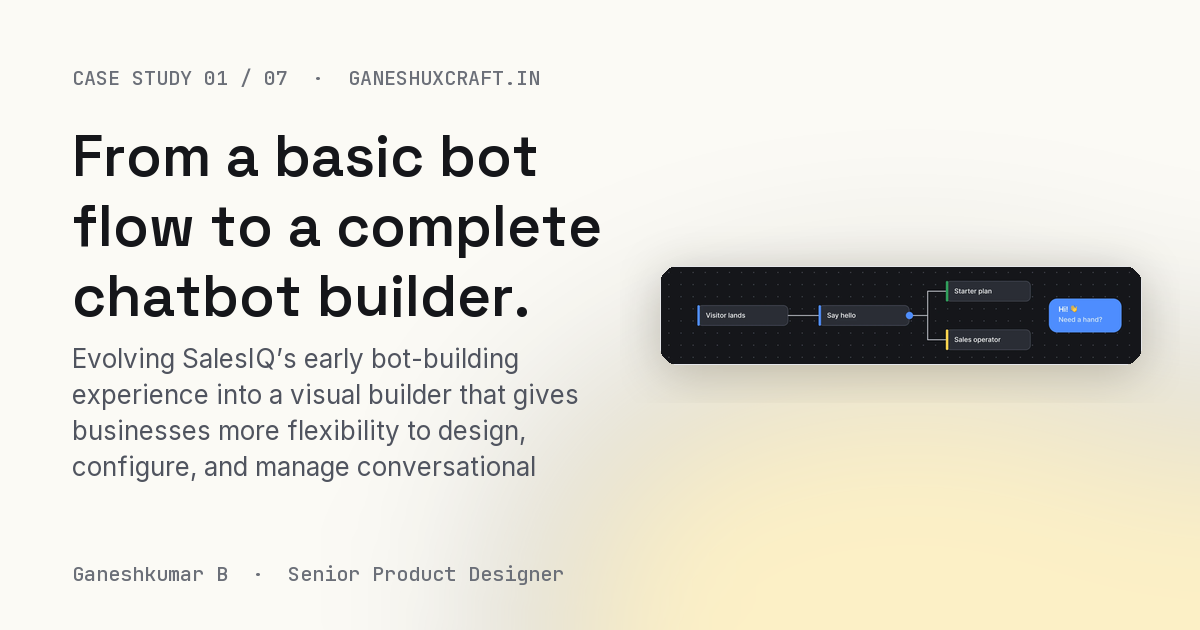 CASE STUDY 01 / 07 · GANESHUXCRAFT.IN
From a basic bot
flow to a complete
chatbot builder.
Evolving SalesIQ’s early bot-building
experience into a visual builder that gives
businesses more flexibility to design,
configure, and manage conversational
Visitor lands
Say hello
Starter plan
Sales operator
Hi! 👋
Need a hand?
Ganeshkumar B · Senior Product Designer